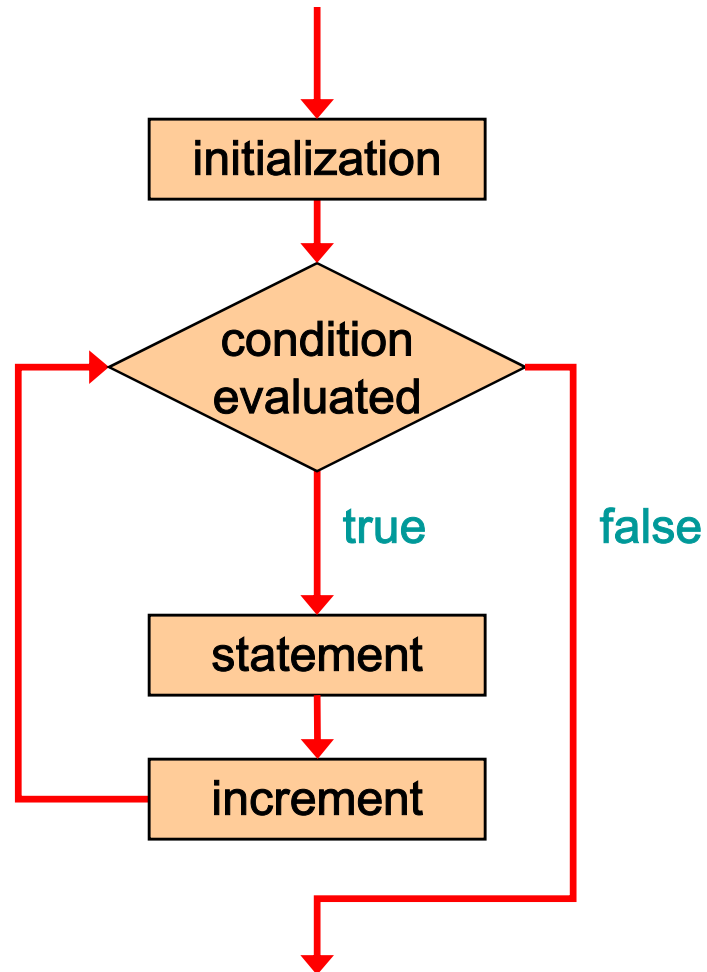 initialization
condition
evaluated
true
false
statement
increment